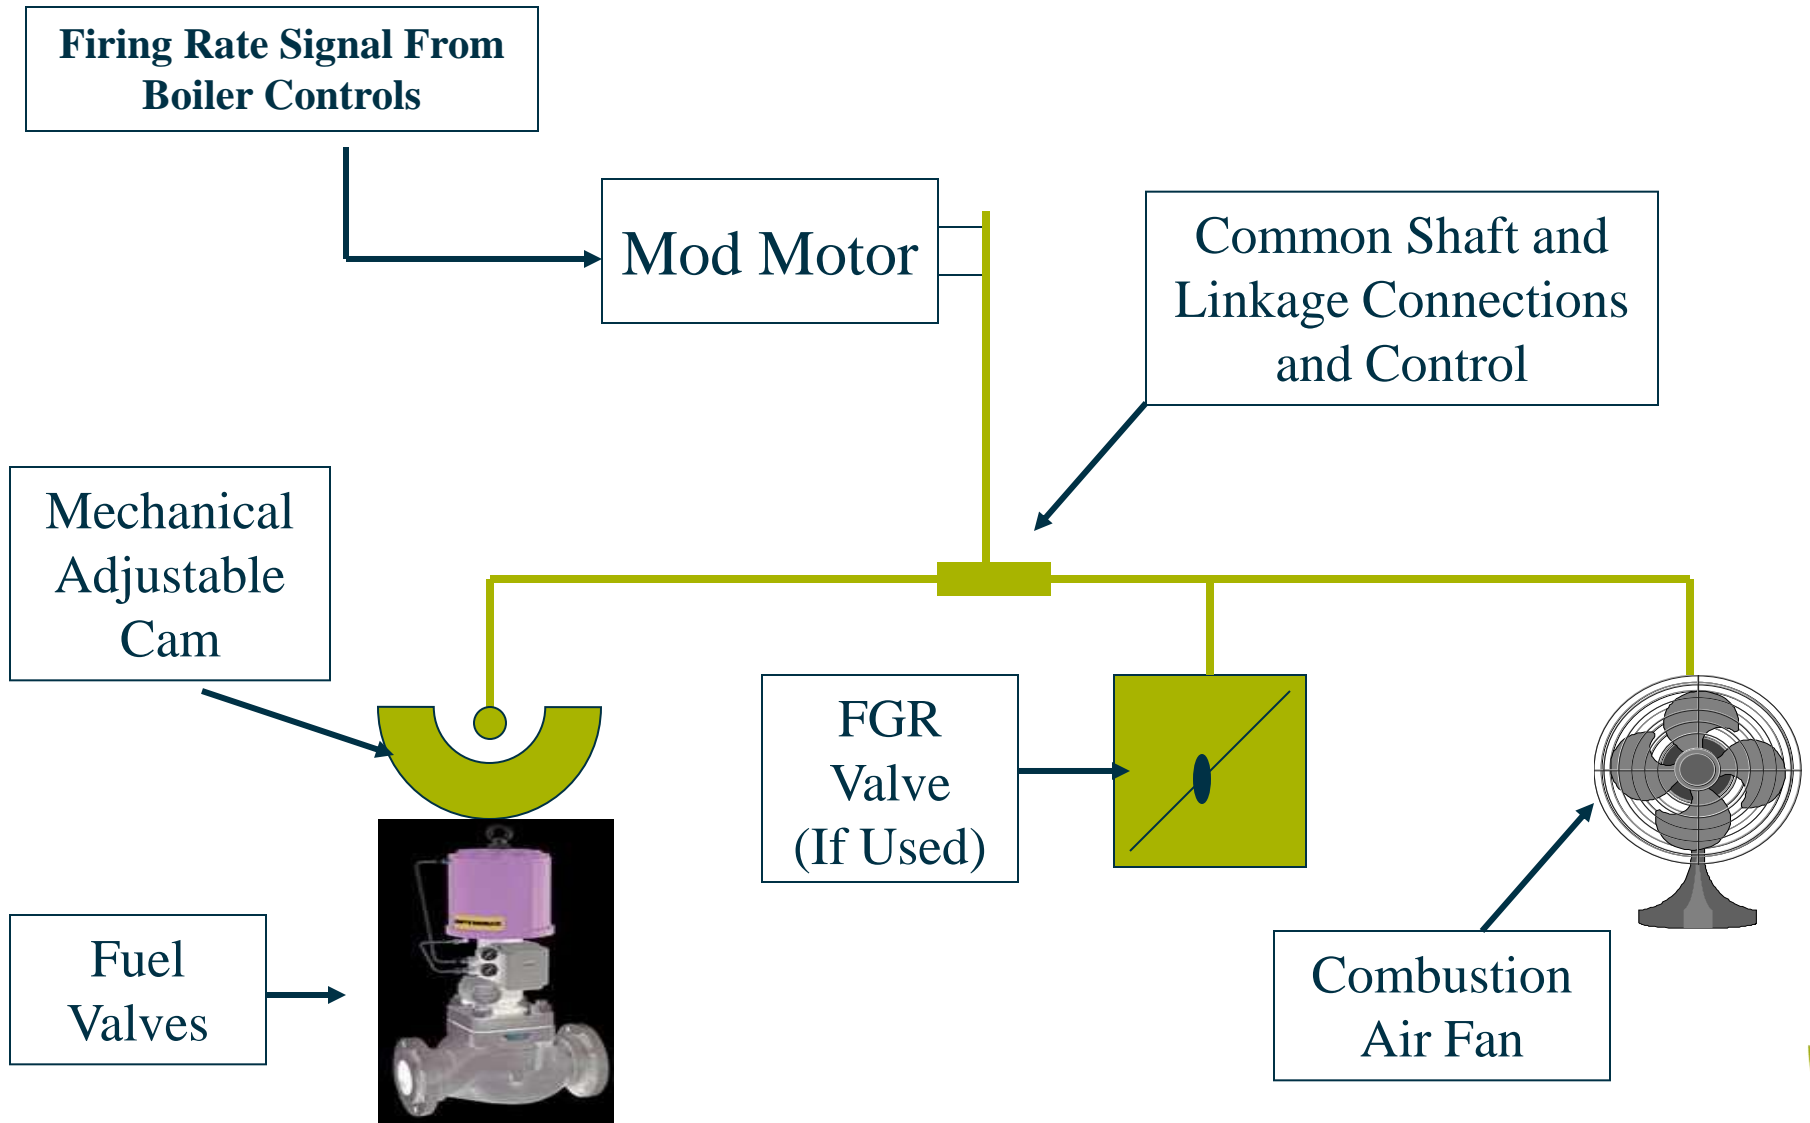 Firing Rate Signal From
Boiler Controls
Mod Motor
Common Shaft and
Linkage Connections
and Control
Mechanical
Adjustable
Cam
FGR
Valve
(If Used)
Fuel
Valves
Combustion
Air Fan